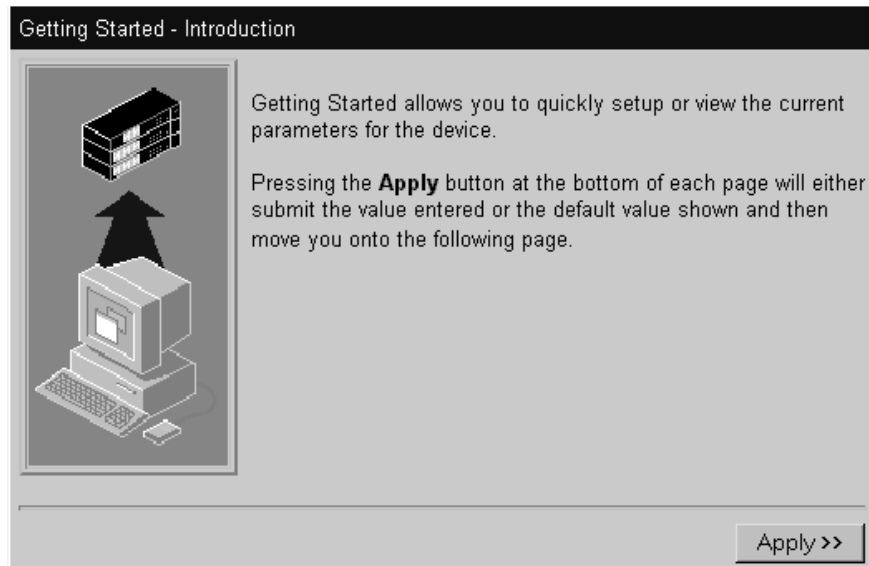 Getting Started - Introduction
Getting Started allows you to quickly setup or view the current
parameters for the device.
Pressing the Apply button at the bottom of each page will either
submit the value entered or the default value shown and then
move you onto the following page.
Apply >>